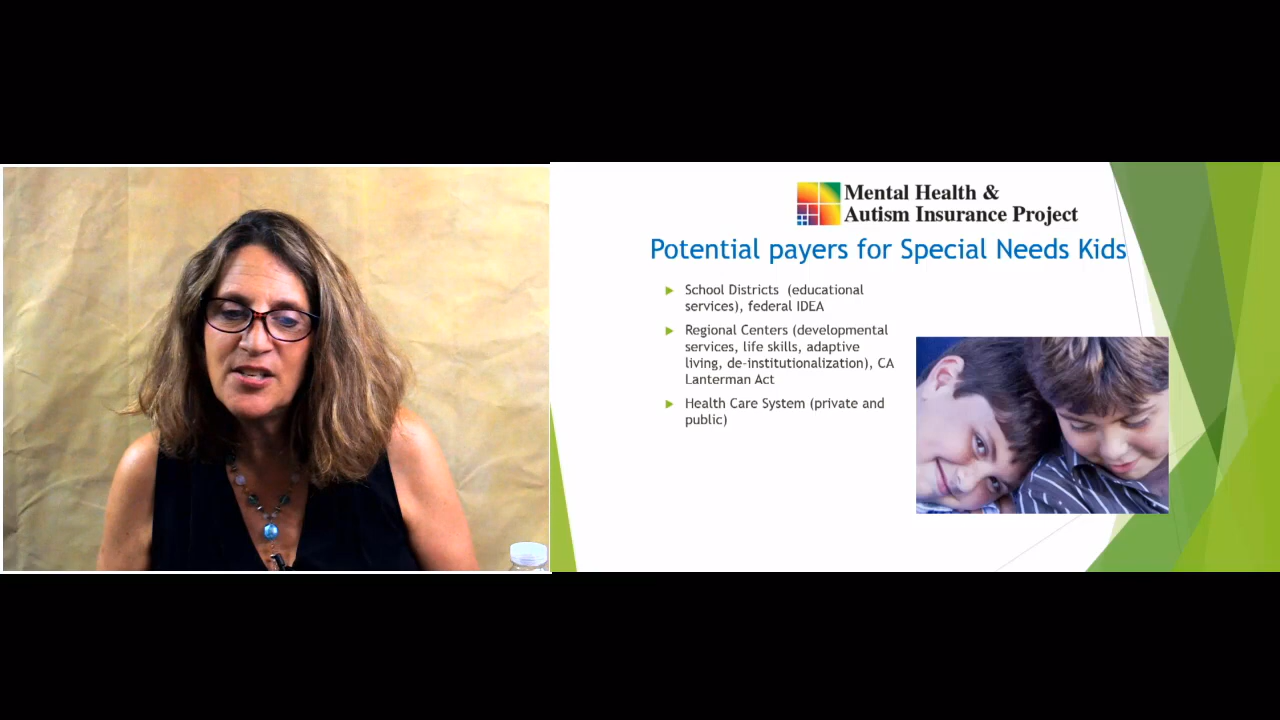 Mental Health &
Autism Insurance Project
Potential payers for Special Needs Kids
School Districts (educational
services), federal IDEA
Regional Centers (developmental
services, life skills, adaptive
living, de-institutionalization), CA
Lanterman Act
Health Care System (private and
public)